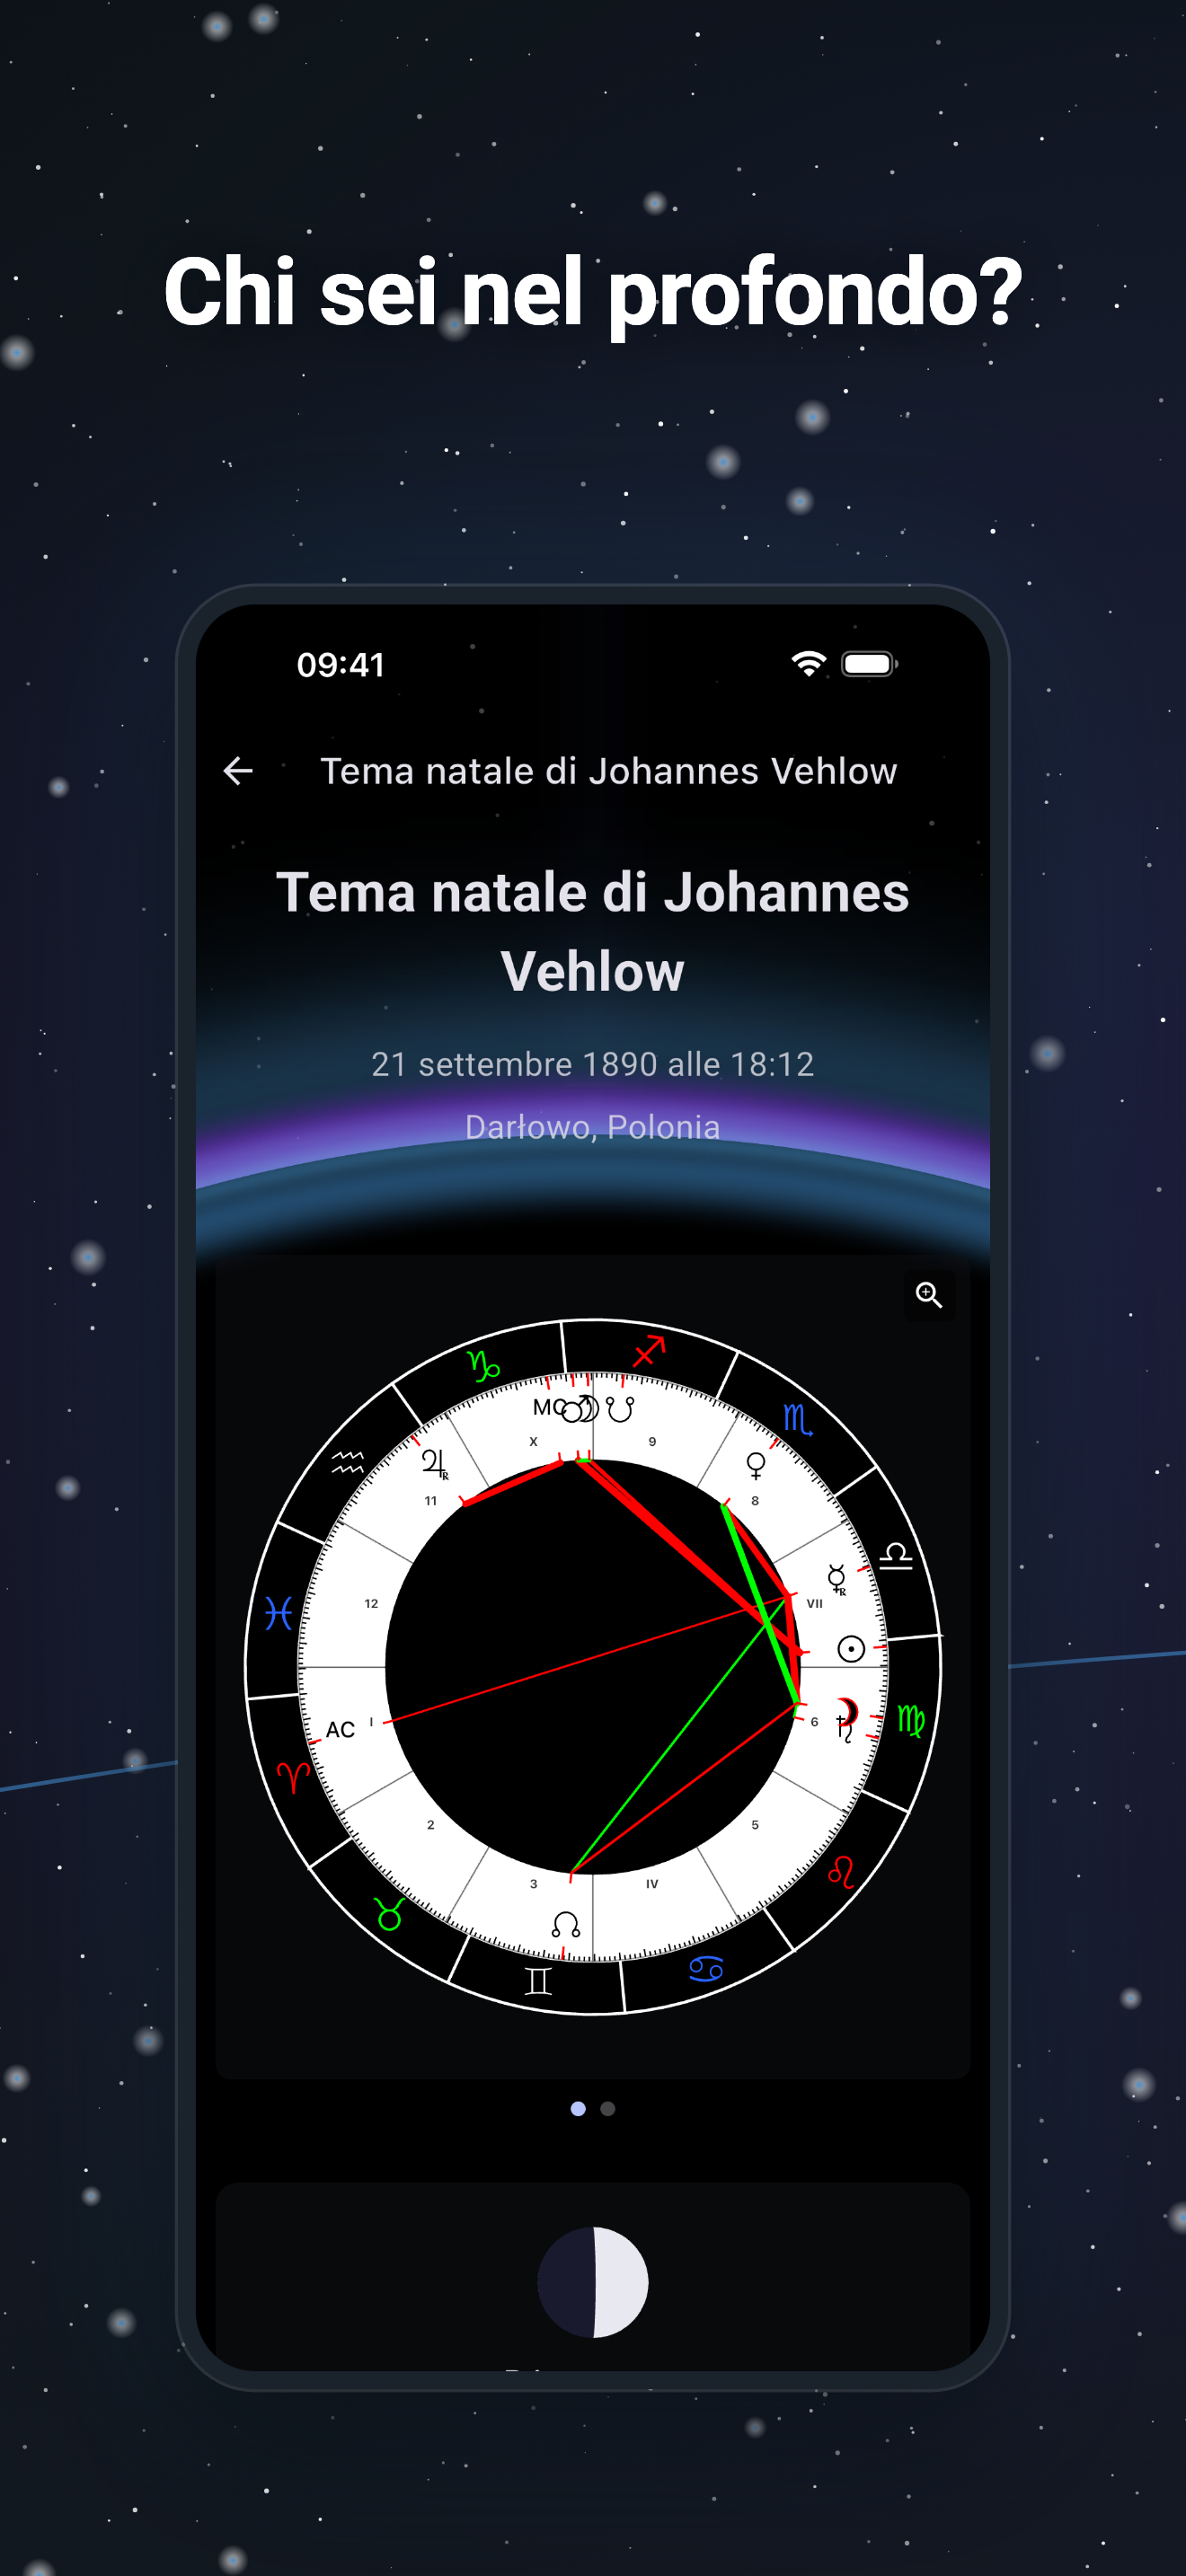 Chi sei nel profondo?
09:41
Tema natale di Johannes Vehlow
Tema natale di Johannes
Vehlow
21 settembre 1890 alle 18:12
Darłowo, Polonia
MC
X
9
11
8
12
VII
AC
I
6
2
5
3
IV